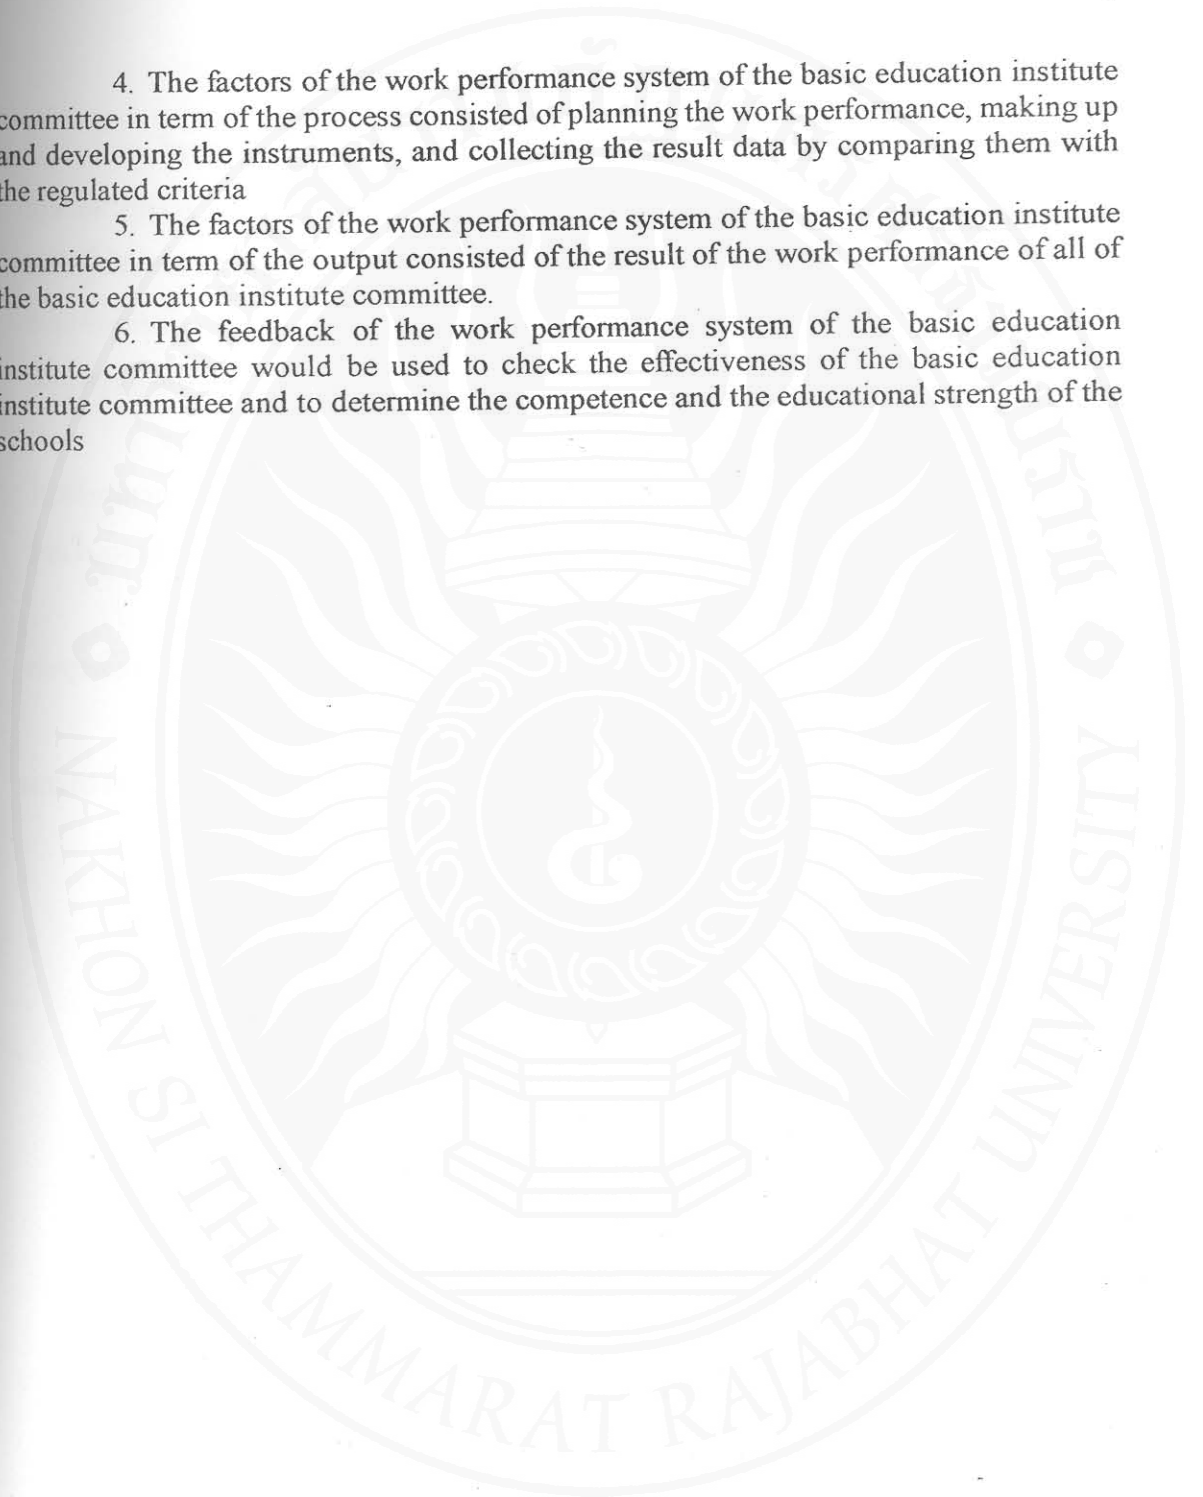 4. The factors of the work performance system of the basic education institute
committee in term of the process consisted of planning the work performance, making up
and developing the instruments, and collecting the result data by comparing them with
the regulated criteria
5. The factors of the work performance system of the basic education institute
committee in term of the output consisted of the result of the work performance of all of
the basic education institute committee.
6. The feedback of the work performance system of the basic education
institute committee would be used to check the effectiveness of the basic education
institute committee and to determine the competence and the educational strength of the
schools
NAKHON SI THAMMARAT RAJABHAT UNIVERSITY